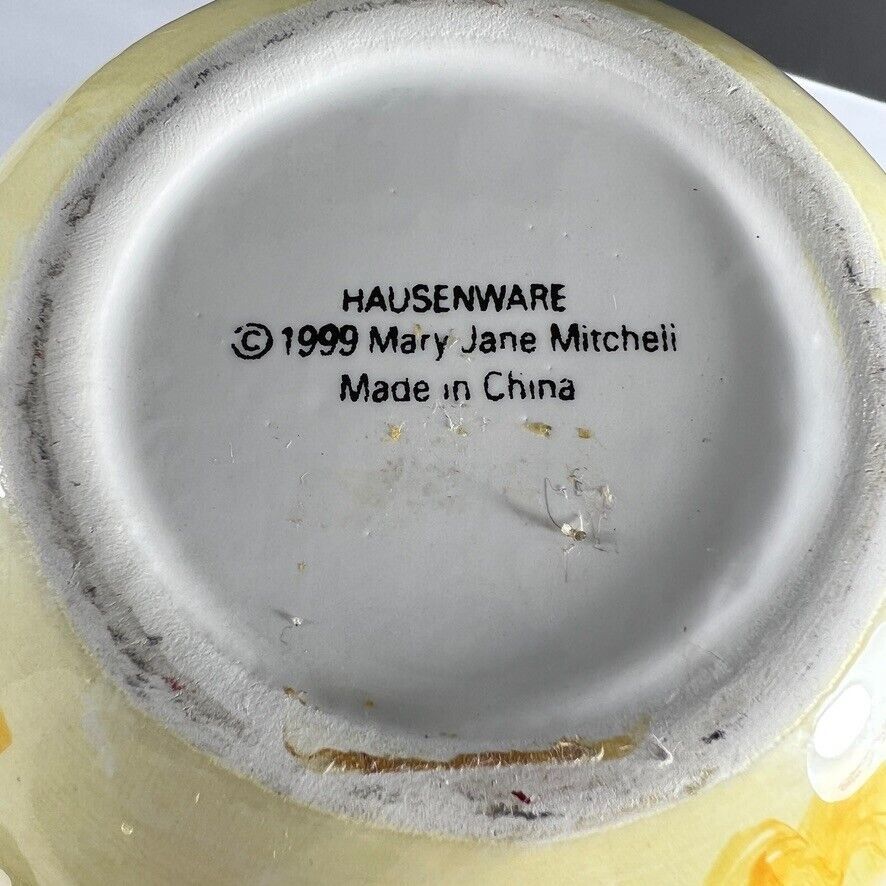 HAUSENWARE
© 1999 Mary Jane Mitchell
Made in China